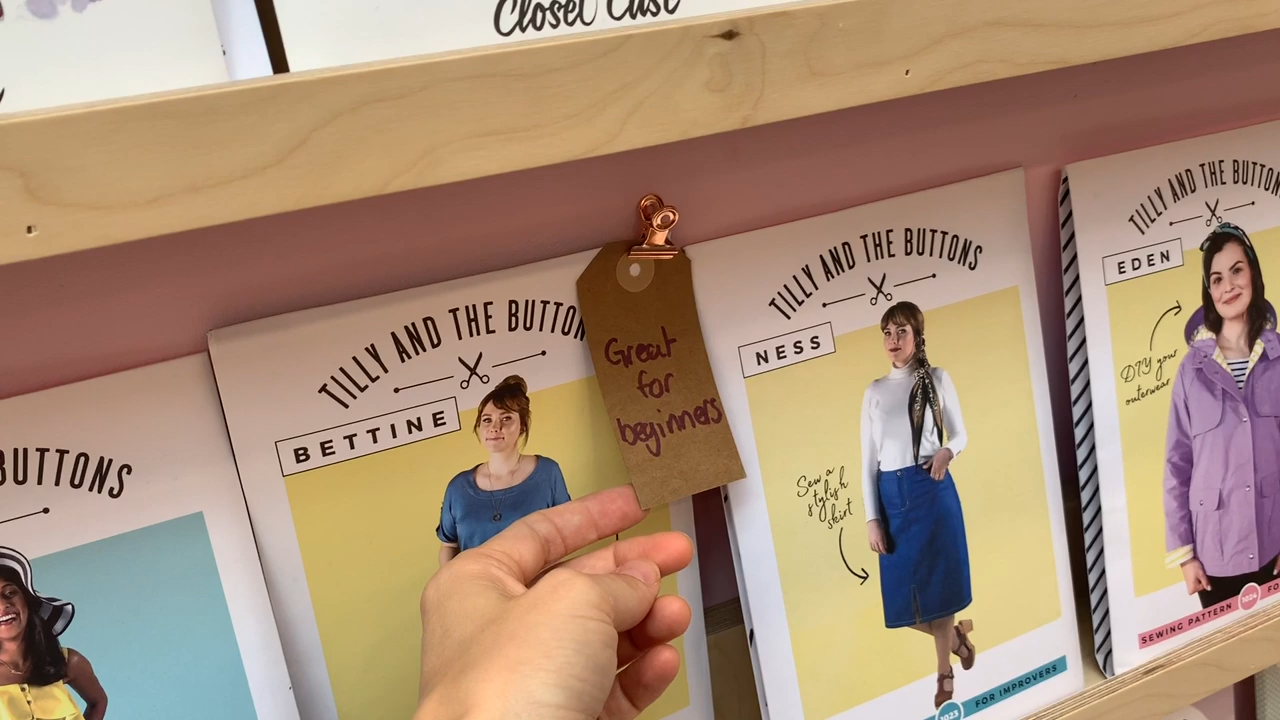 Closet
TILLY AND THE BUTTONS
BETTINE
Great
for
beginners
TILLY AND THE BUTTONS
NESS
Sew a
stylish
skirt
1023
FOR IMPROVERS
TILLY AND THE BUTTONS
EDEN
DIY your
outerwear
SEWING PATTERN
BUTTONS